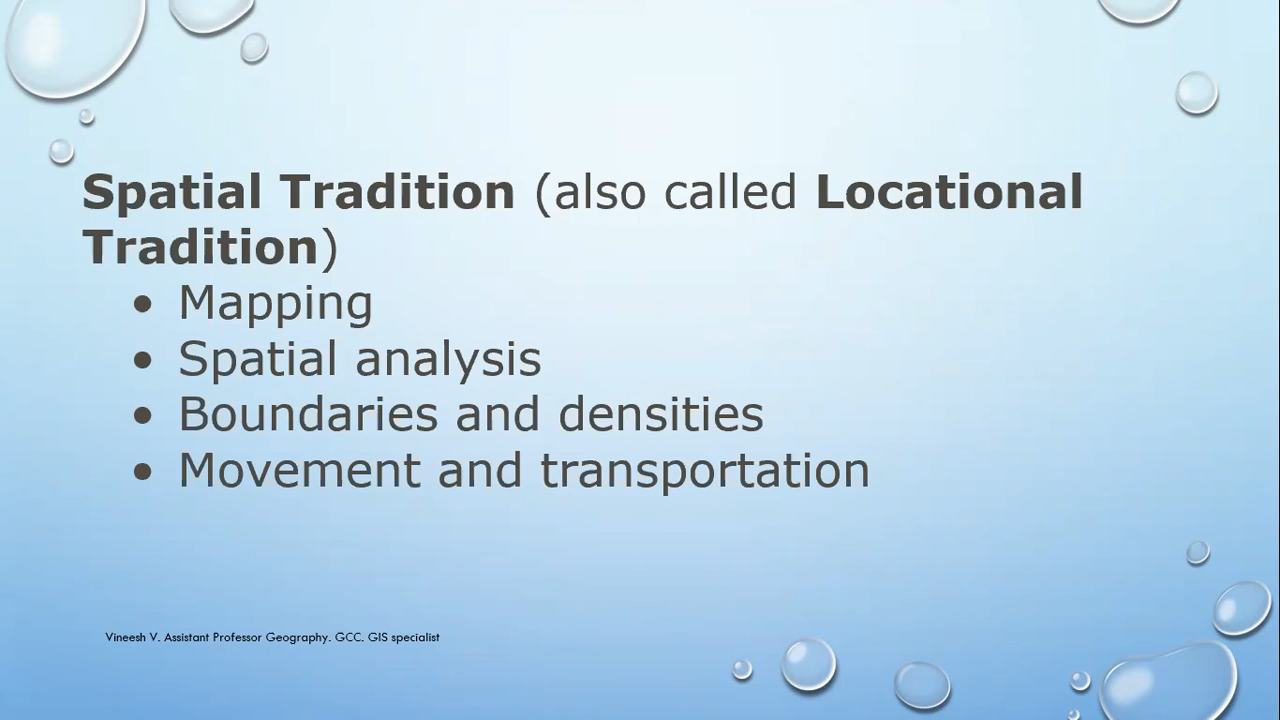 Spatial Tradition (also called Locational
Tradition)
• Mapping
• Spatial analysis
• Boundaries and densities
• Movement and transportation
Vineesh V. Assistant Professor Geography. GCC. GIS specialist